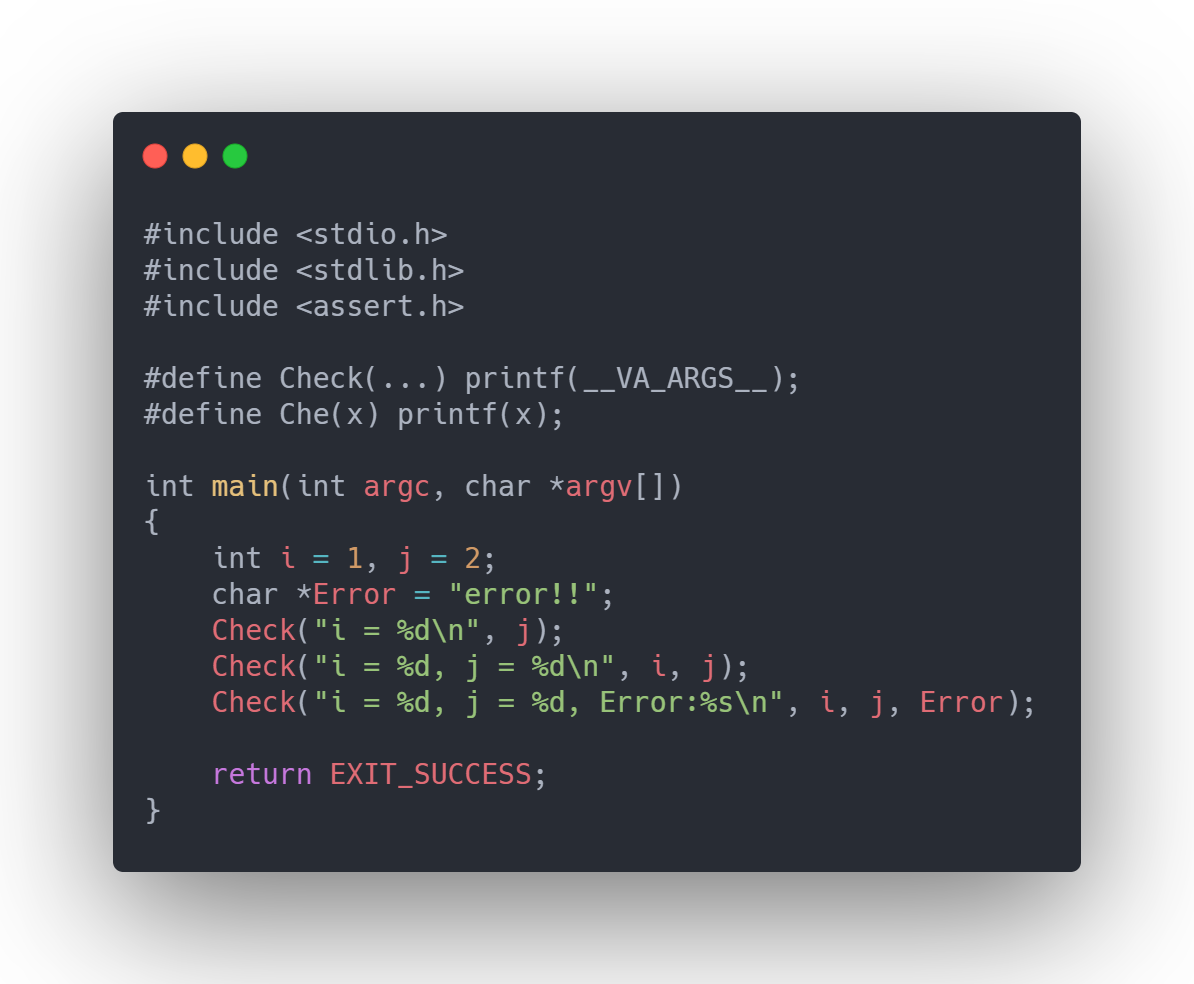 #include <stdio.h>
#include <stdlib.h>
#include <assert.h>
#define Check(...) printf(__VA_ARGS__);
#define Che(x) printf(x);
int main(int argc, char *argv[])
{
    int i = 1, j = 2;
    char *Error = "error!!";
    Check("i = %d\n", j);
    Check("i = %d, j = %d\n", i, j);
    Check("i = %d, j = %d, Error:%s\n", i, j, Error);
    return EXIT_SUCCESS;
}